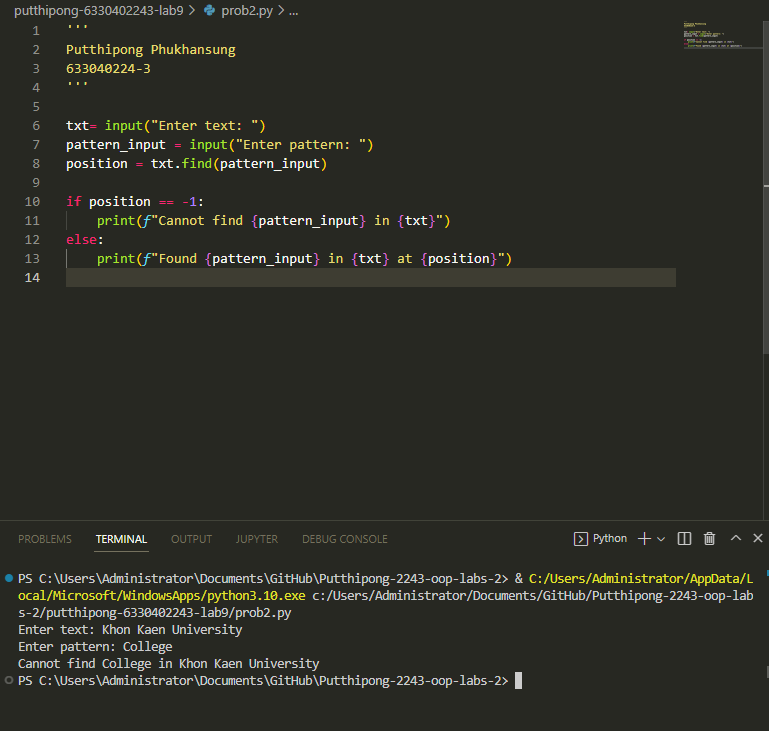 putthipong-6330402243-lab9 > prob2.py > ...
1 '''
2 Putthipong Phukhansung
3 633040224-3
4 '''
5
6 txt= input("Enter text: ")
7 pattern_input = input("Enter pattern: ")
8 position = txt.find(pattern_input)
9
10 if position == -1:
11     print(f"Cannot find {pattern_input} in {txt}")
12 else:
13     print(f"Found {pattern_input} in {txt} at {position}")
14
PROBLEMS TERMINAL OUTPUT JUPYTER DEBUG CONSOLE Python
PS C:\Users\Administrator\Documents\GitHub\Putthipong-2243-oop-labs-2> & C:/Users/Administrator/AppData/L
ocal/Microsoft/WindowsApps/python3.10.exe c:/Users/Administrator/Documents/GitHub/Putthipong-2243-oop-lab
s-2/putthipong-6330402243-lab9/prob2.py
Enter text: Khon Kaen University
Enter pattern: College
Cannot find College in Khon Kaen University
PS C:\Users\Administrator\Documents\GitHub\Putthipong-2243-oop-labs-2>